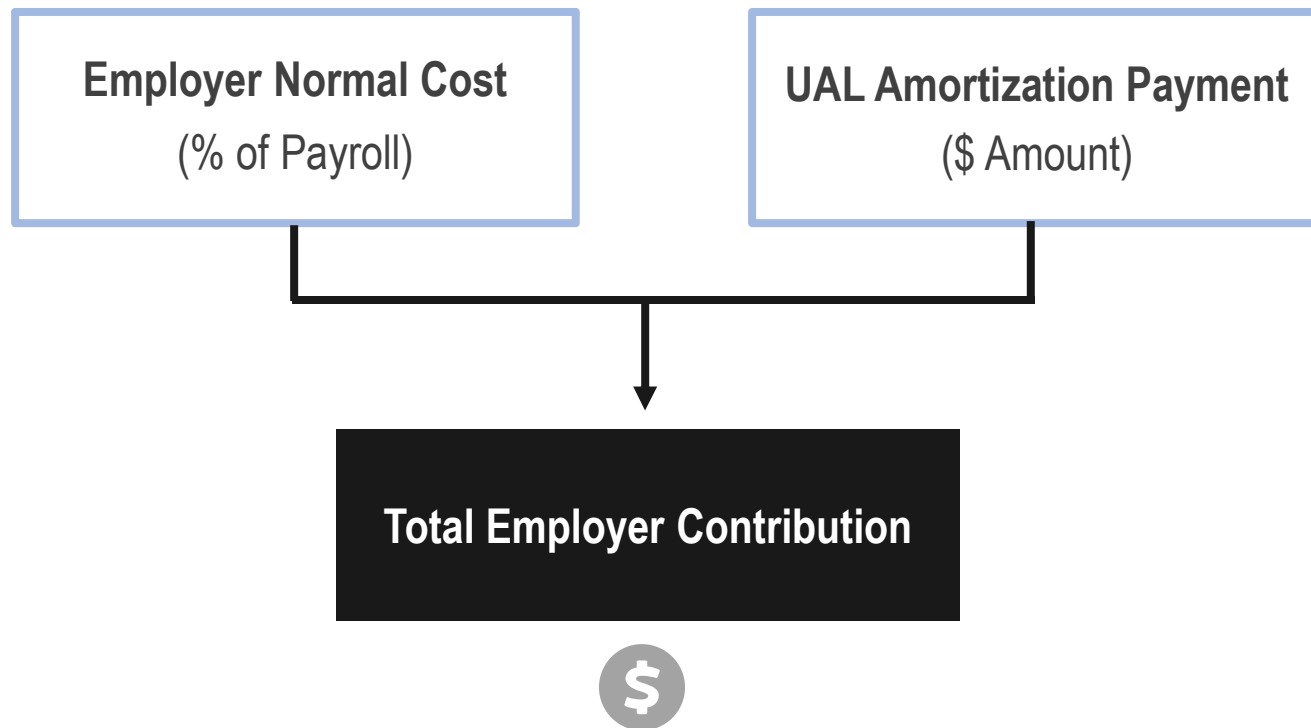 Employer Normal Cost
(% of Payroll)
UAL Amortization Payment
($ Amount)
Total Employer Contribution
$